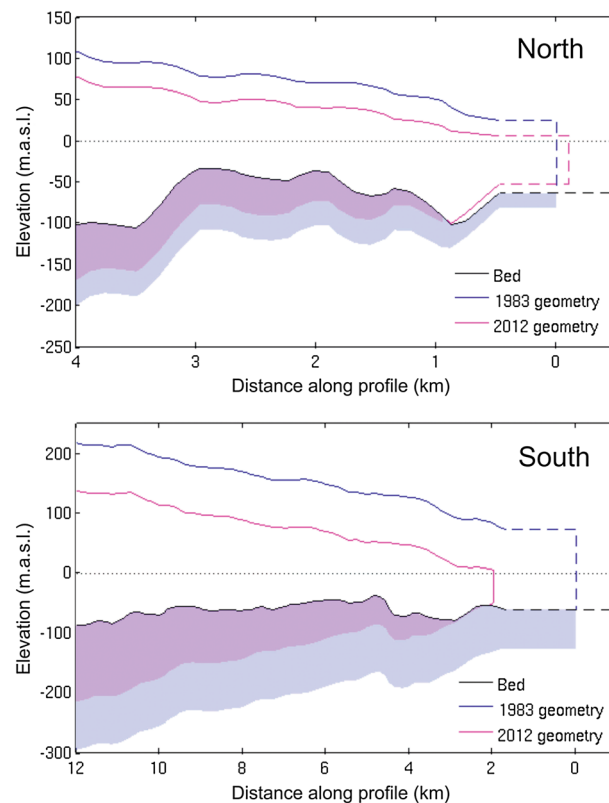 North
Elevation (m.a.s.l.)
150
100
50
0
-50
-100
-150
-200
-250
Bed
1983 geometry
2012 geometry
4 3 2 1 0
Distance along profile (km)
South
Elevation (m.a.s.l.)
200
100
0
-100
-200
-300
Bed
1983 geometry
2012 geometry
12 10 8 6 4 2 0
Distance along profile (km)